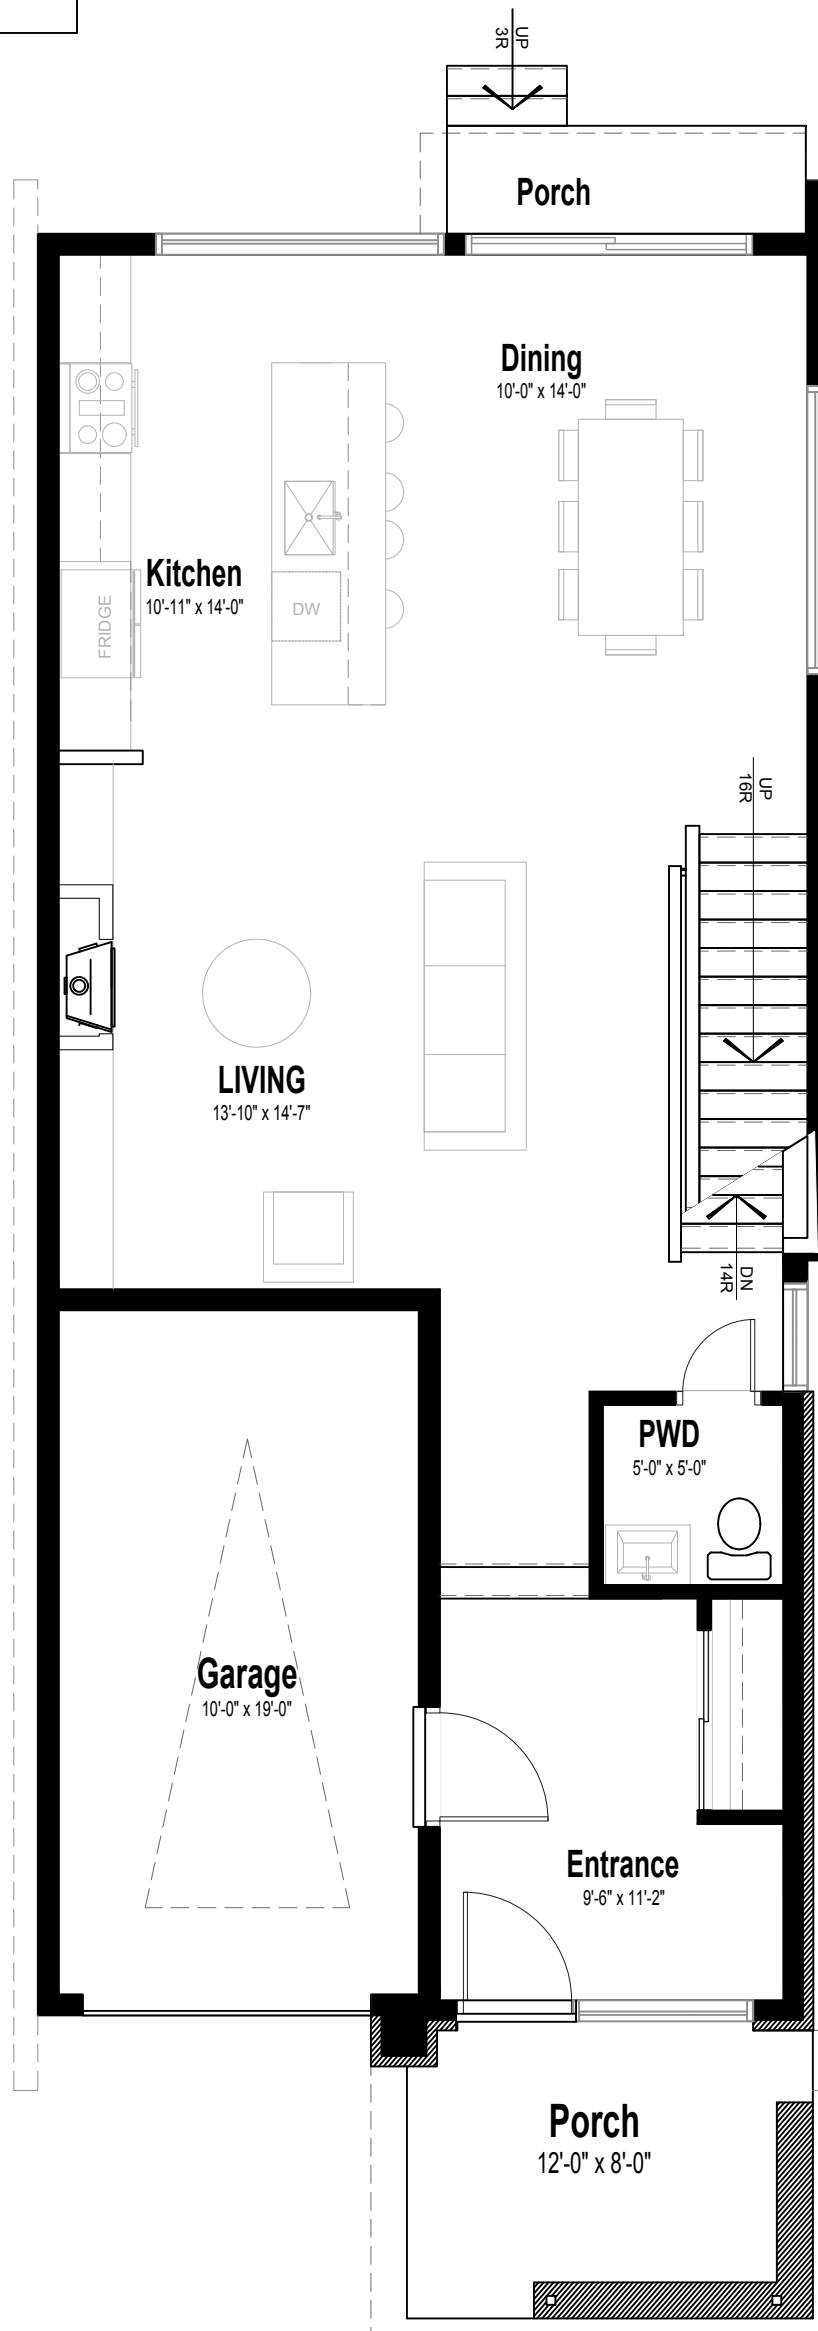 UP
3R
Porch
Dining
10'-0" x 14'-0"
Kitchen
10'-11" x 14'-0"
FRIDGE
DW
UP
16R
LIVING
13'-10" x 14'-7"
DN
14R
PWD
5'-0" x 5'-0"
Garage
10'-0" x 19'-0"
Entrance
9'-6" x 11'-2"
Porch
12'-0" x 8'-0"